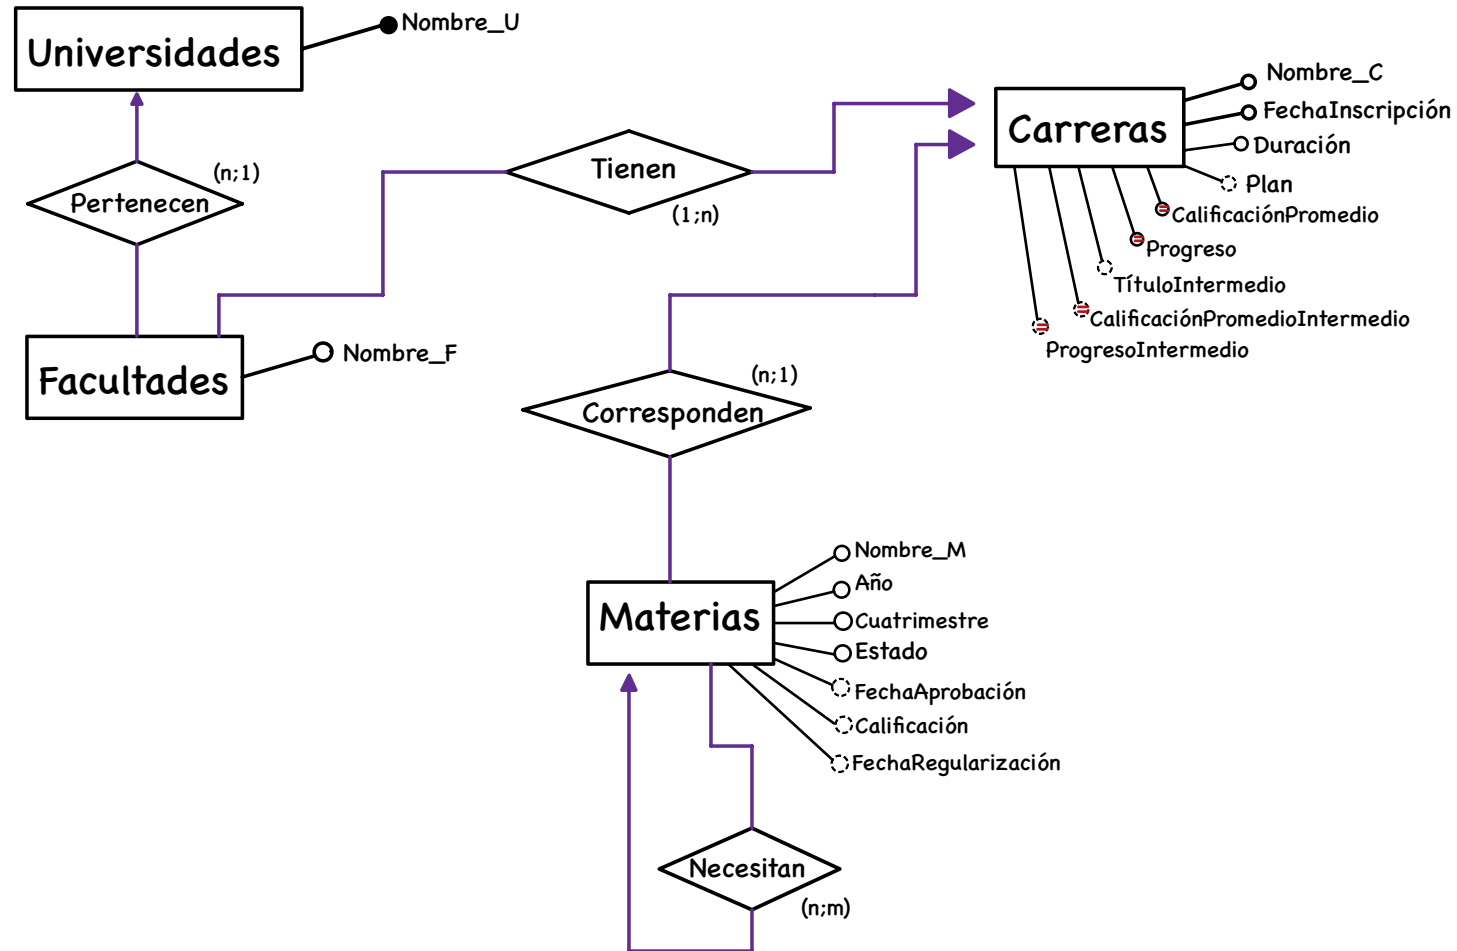 Universidades
Nombre_U
(n;1)
Pertenecen
Tienen
(1;n)
Carreras
Nombre_C
FechaInscripción
Duración
Plan
CalificaciónPromedio
Progreso
TítuloIntermedio
CalificaciónPromedioIntermedio
ProgresoIntermedio
Facultades
Nombre_F
(n;1)
Corresponden
Materias
Nombre_M
Año
Cuatrimestre
Estado
FechaAprobación
Calificación
FechaRegularización
Necesitan
(n;m)